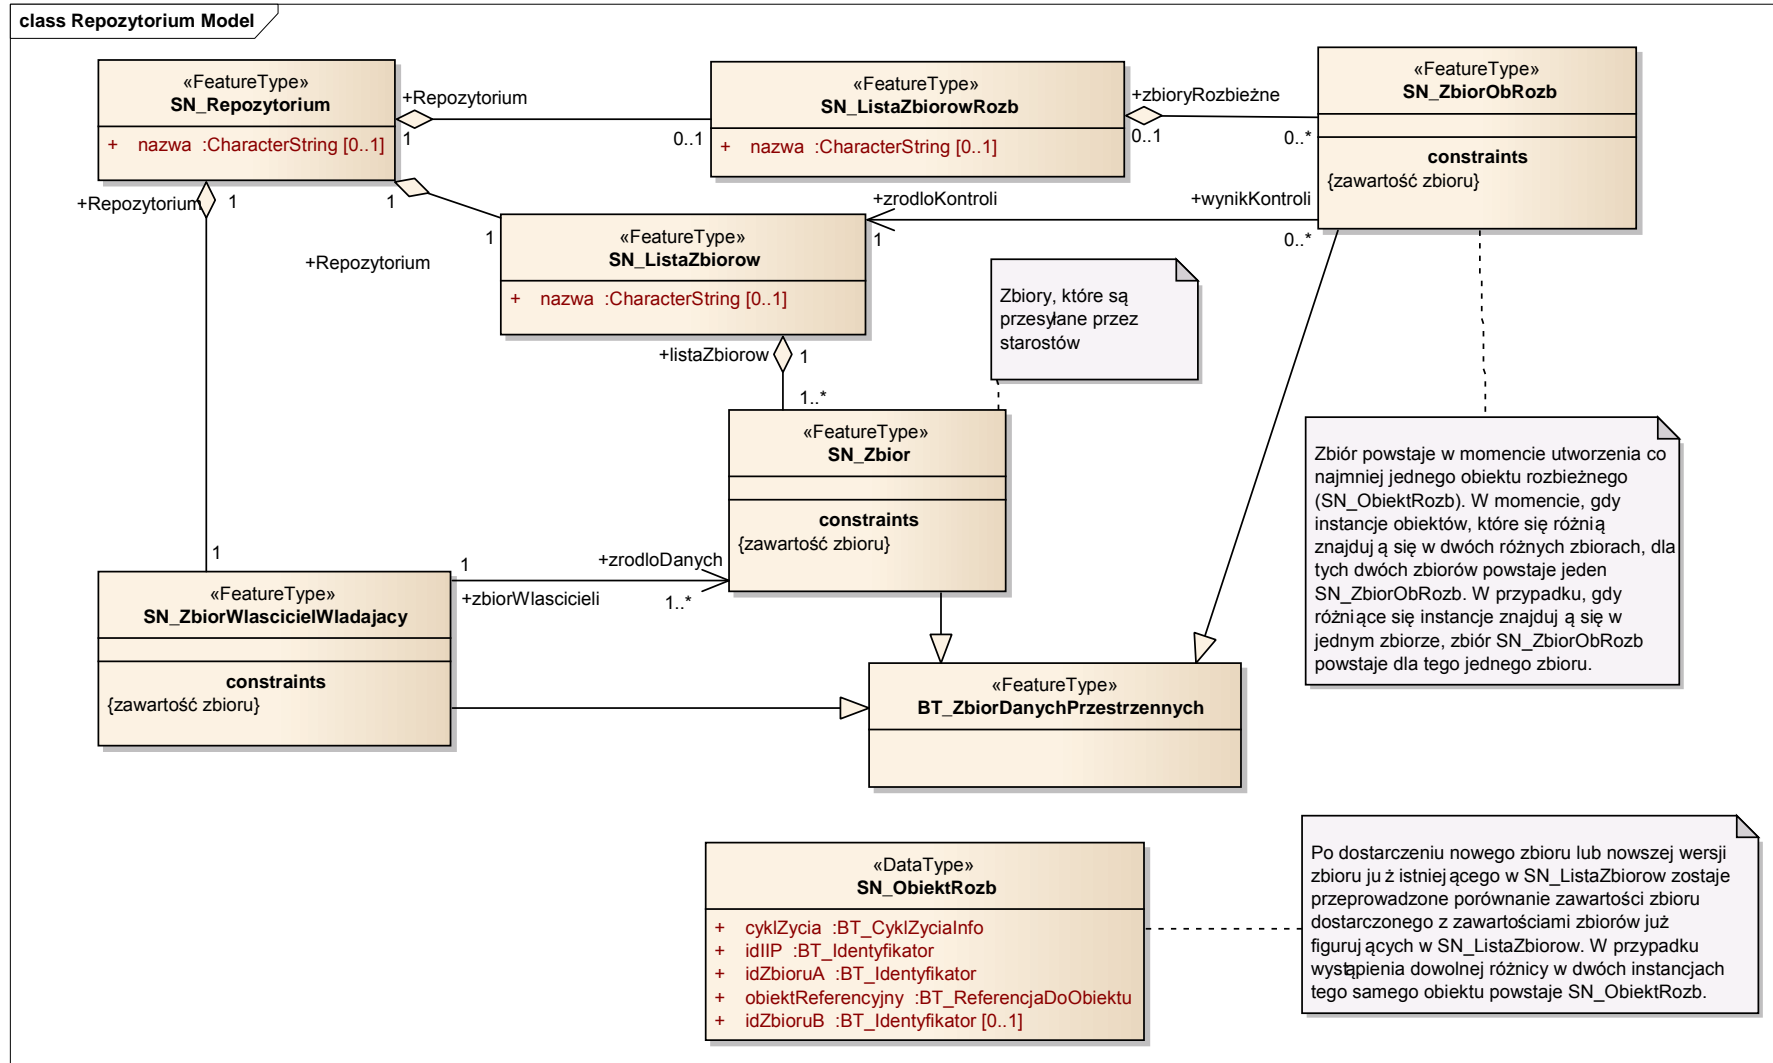 class Repozytorium Model
«FeatureType»
SN_Repozytorium
+ nazwa :CharacterString [0..1]
+Repozytorium
1
0..1
«FeatureType»
SN_ListaZbiorowRozb
+ nazwa :CharacterString [0..1]
+zbioryRozbieżne
0..1
0..*
«FeatureType»
SN_ZbiorObRozb
constraints
{zawartość zbioru}
+Repozytorium
1
1
1
+Repozytorium
«FeatureType»
SN_ListaZbiorow
+ nazwa :CharacterString [0..1]
+zrodloKontroli
1
+wynikKontroli
0..*
+listaZbiorow
1
1..*
Zbiory, które są
przesyłane przez
starostów
«FeatureType»
SN_Zbior
constraints
{zawartość zbioru}
Zbiór powstaje w momencie utworzenia co
najmniej jednego obiektu rozbieżnego
(SN_ObiektRozb). W momencie, gdy
instancje obiektów, które się różnią
znajduj ą się w dwóch różnych zbiorach, dla
tych dwóch zbiorów powstaje jeden
SN_ZbiorObRozb. W przypadku, gdy
różniące się instancje znajduj ą się w
jednym zbiorze, zbiór SN_ZbiorObRozb
powstaje dla tego jednego zbioru.
1
«FeatureType»
SN_ZbiorWlascicielWladajacy
constraints
{zawartość zbioru}
1
+zbiorWlascicieli
+zrodloDanych
1..*
«FeatureType»
BT_ZbiorDanychPrzestrzennych
«DataType»
SN_ObiektRozb
+ cyklZycia :BT_CyklZyciaInfo
+ idIIP :BT_Identyfikator
+ idZbioruA :BT_Identyfikator
+ obiektReferencyjny :BT_ReferencjaDoObiektu
+ idZbioruB :BT_Identyfikator [0..1]
Po dostarczeniu nowego zbioru lub nowszej wersji
zbioru ju ż istniej ącego w SN_ListaZbiorow zostaje
przeprowadzone porównanie zawartości zbioru
dostarczonego z zawartościami zbiorów już
figuruj ących w SN_ListaZbiorow. W przypadku
wystąpienia dowolnej różnicy w dwóch instancjach
tego samego obiektu powstaje SN_ObiektRozb.